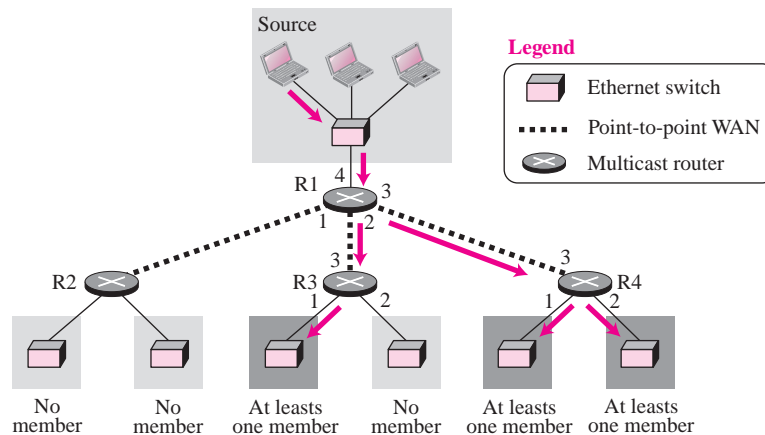 Source
Legend
Ethernet switch
Point-to-point WAN
Multicast router
R1
4
3
1
2
R2
R3
3
1
2
R4
3
1
2
No
member
No
member
At leasts
one member
No
member
At leasts
one member
At leasts
one member